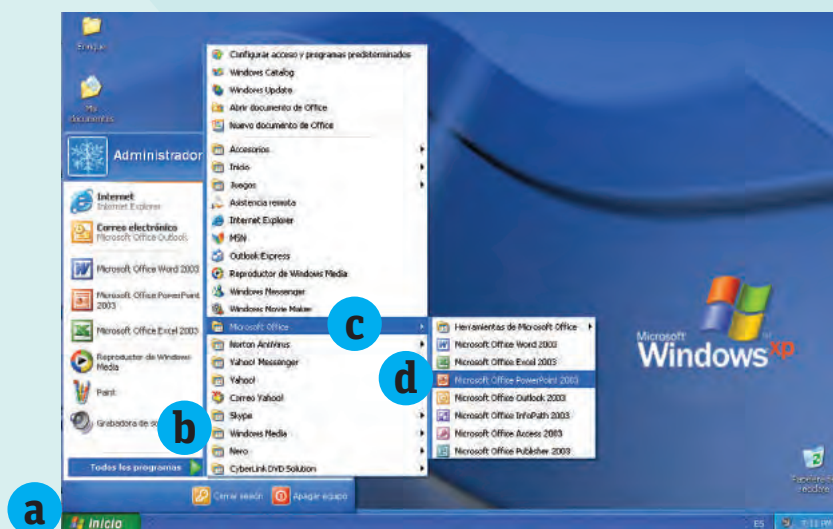 Enrique
Mis documentos
Administrador
Internet
Internet Explorer
Correo electrónico
Microsoft Office Outlook
Microsoft Office Word 2003
Microsoft Office PowerPoint
2003
Microsoft Office Excel 2003
Reproductor de Windows
Media
Paint
Grabadora de
Todos los programas
Cerrar sesión
Apagar equipo
Inicio
Configurar acceso y programas predeterminados
Windows Catalog
Windows Update
Abrir documento de Office
Nuevo documento de Office
Accesorios
Inicio
Juegos
Asistencia remota
Internet Explorer
MSN
Outlook Express
Reproductor de Windows Media
Windows Messenger
Windows Movie Maker
Microsoft Office
Norton AntiVirus
Yahoo! Messenger
Yahoo!
Correo Yahoo!
Skype
Windows Media
Nero
CyberLink DVD Solution
Herramientas de Microsoft Office
Microsoft Office Word 2003
Microsoft Office Excel 2003
Microsoft Office PowerPoint 2003
Microsoft Office Outlook 2003
Microsoft Office InfoPath 2003
Microsoft Office Access 2003
Microsoft Office Publisher 2003
Microsoft
Windows xp
Papelera de
reciclaje
ES
a
b
c
d